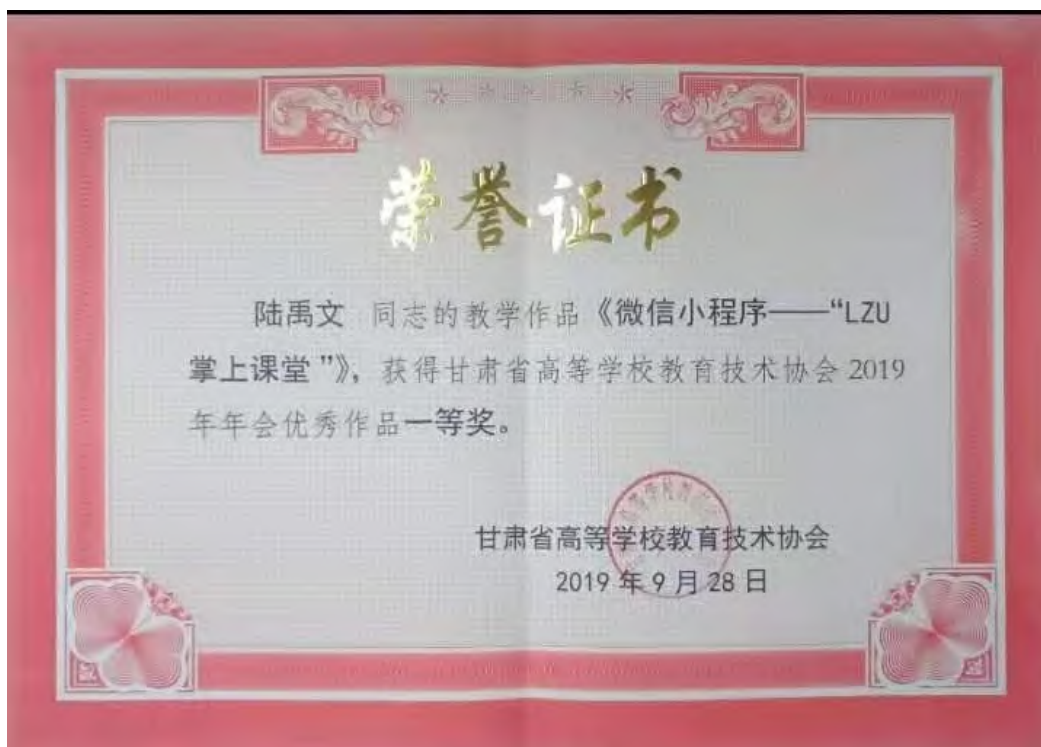 荣誉证书
陆禹文 同志的教学作品《微信小程序——“LZU
掌上课堂”》，获得甘肃省高等学校教育技术协会 2019
年年会优秀作品一等奖。
甘肃省高等学校教育技术协会
2019 年 9 月 28 日